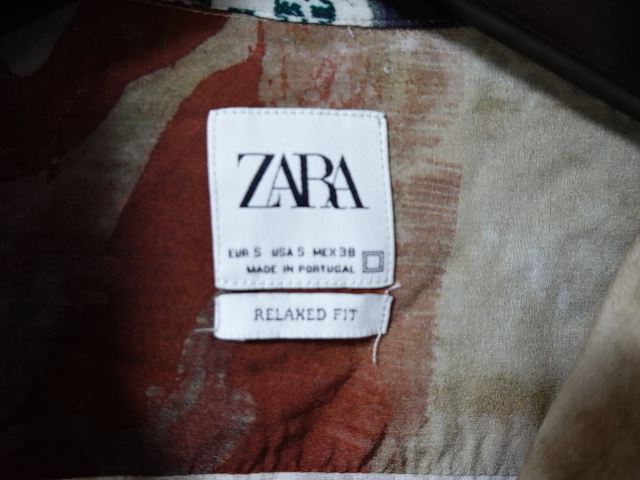 ZARA
EUR S USA S MEX 38
MADE IN PORTUGAL
RELAXED FIT